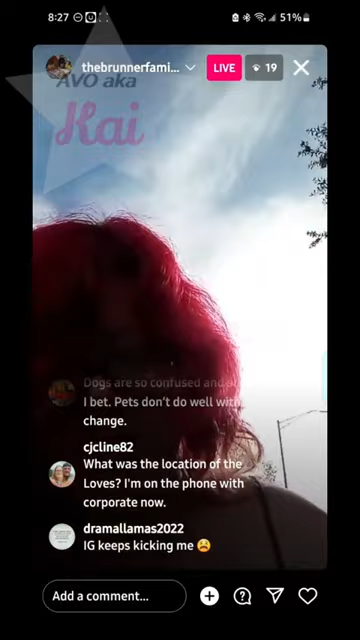 8:27
51%
thebrunnerfami...
LIVE
19
AVO aka
Kai
Dogs are so confused and
I bet. Pets don't do well with
change.
cjcline82
What was the location of the
Loves? I'm on the phone with
corporate now.
dramallamas2022
IG keeps kicking me 😫
Add a comment...